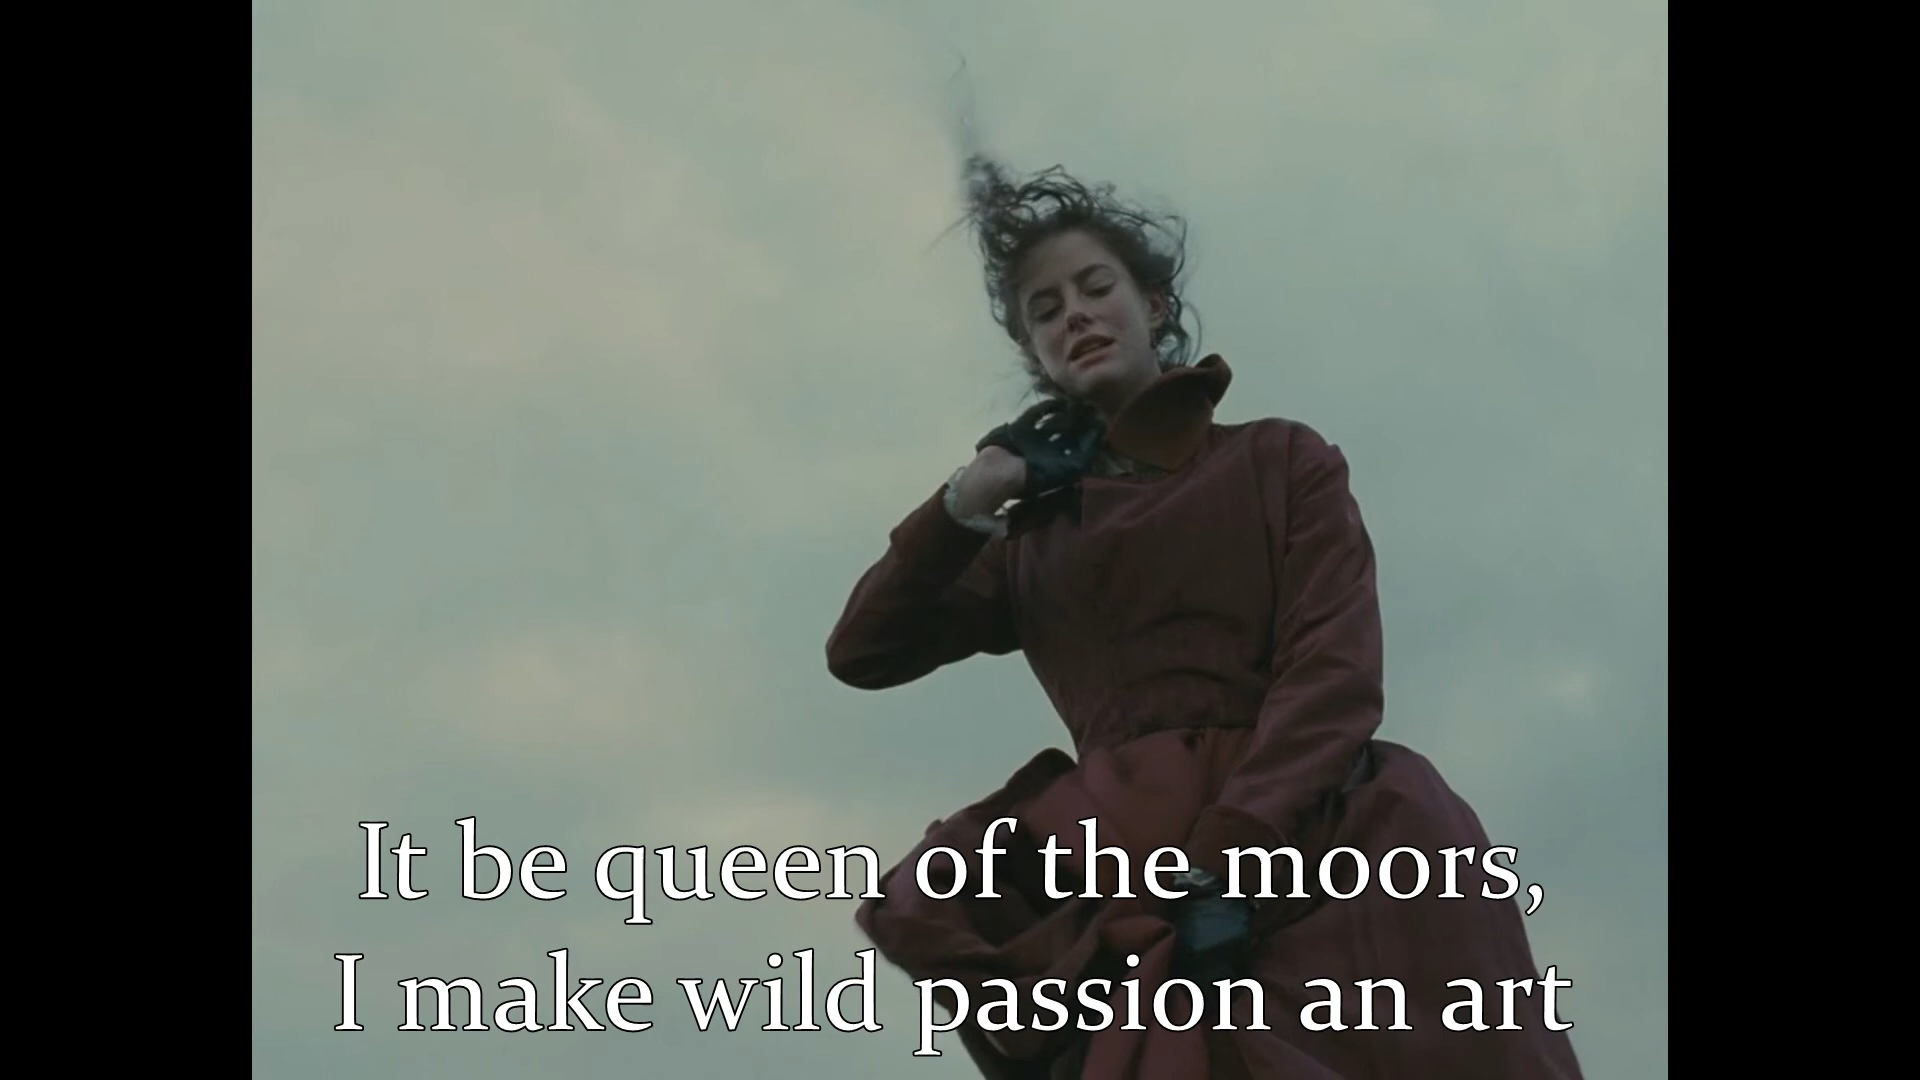 It be queen of the moors,
I make wild passion an art